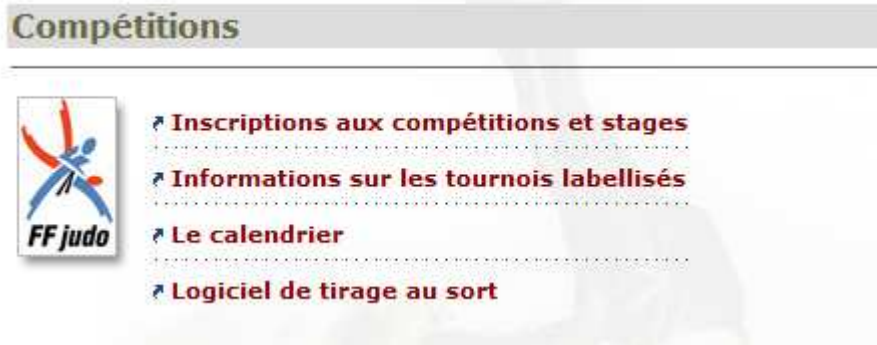 Compétitions
Inscriptions aux compétitions et stages
Informations sur les tournois labellisés
FF judo
Le calendrier
Logiciel de tirage au sort